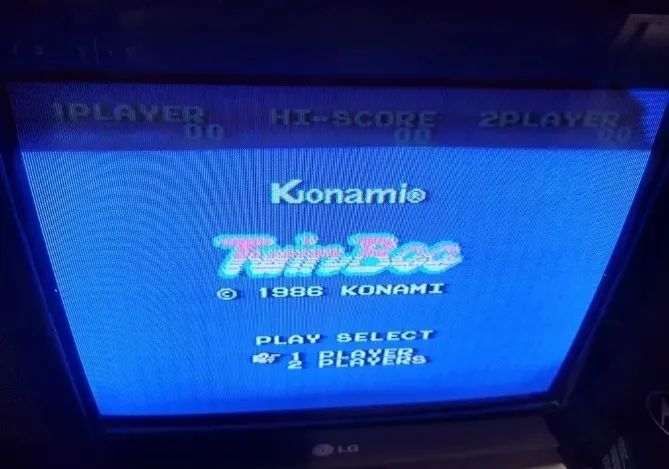 1PLAYER HI-SCORE 2PLAYER
00 00 00
Konami®
TwinBee
© 1986 KONAMI
PLAY SELECT
1 PLAYER
2 PLAYERS
LG